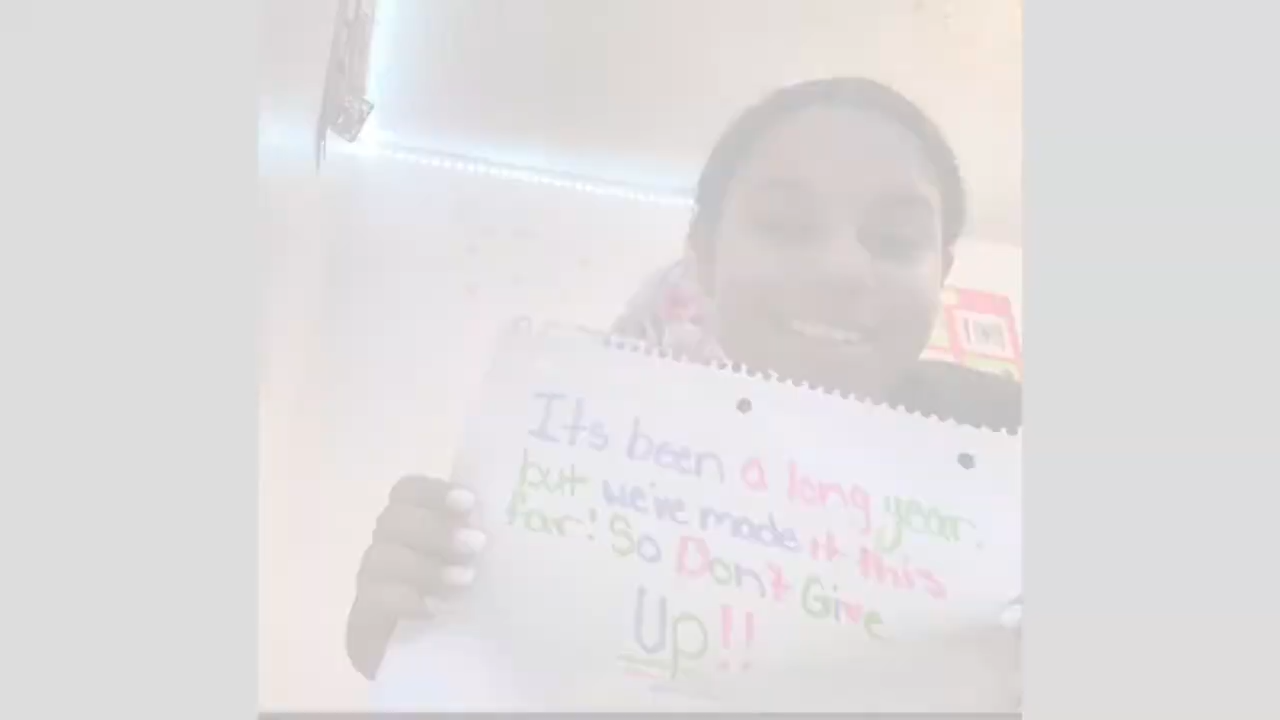 Its been a long year.
but we've made it this
far! So Don't Give
Up!!